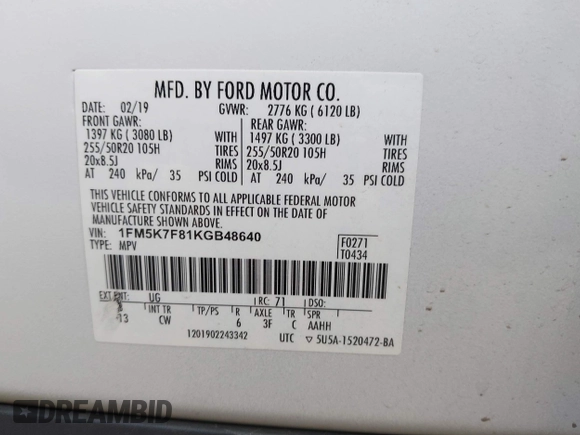 MFD. BY FORD MOTOR CO.
DATE: 02/19 GVWR: 2776 KG ( 6120 LB)
FRONT GAWR: REAR GAWR:
1397 KG ( 3080 LB) WITH 1497 KG ( 3300 LB) WITH
255/50R20 105H TIRES 255/50R20 105H TIRES
20x8.5J RIMS 20x8.5J RIMS
AT 240 kPa/ 35 PSI COLD AT 240 kPa/ 35 PSI COLD
THIS VEHICLE CONFORMS TO ALL APPLICABLE FEDERAL MOTOR
VEHICLE SAFETY STANDARDS IN EFFECT ON THE DATE OF
MANUFACTURE SHOWN ABOVE.
VIN: 1FM5K7F81KGB48640 F0271
TYPE: MPV T0434
EXT PNT: UG RC: 71 DSO:
INT TR TP/PS R AXLE TR SPR
13 CW 6 3F C AAHH
1201902243342 UTC ▽ 5U5A-1520472-BA
DREAMBID